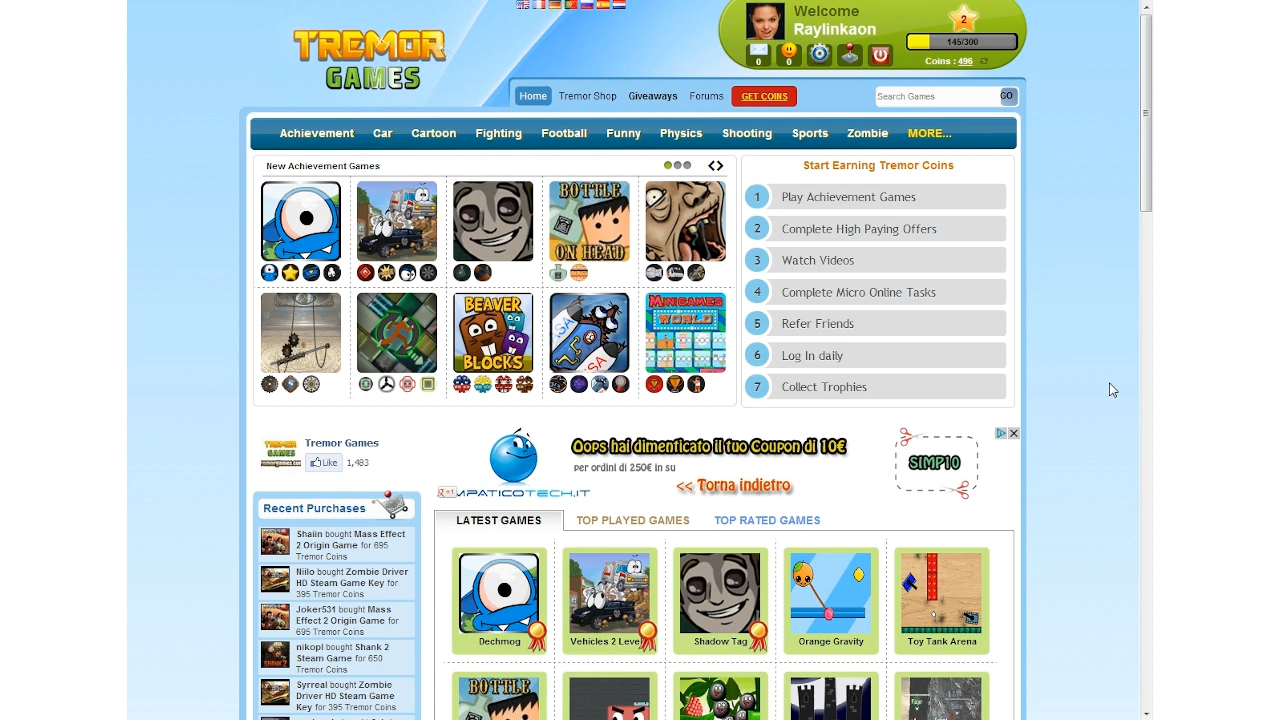 TREMOR
GAMES
Welcome
Raylinkaon
2
145/300
0
0
Coins : 496
Home
Tremor Shop
Giveaways
Forums
GET COINS
Search Games
GO
Achievement
Car
Cartoon
Fighting
Football
Funny
Physics
Shooting
Sports
Zombie
MORE...
New Achievement Games
BOTTLE
ON HEAD
BEAVER
BLOCKS
MINIGAMES
WORLD
Start Earning Tremor Coins
1 Play Achievement Games
2 Complete High Paying Offers
3 Watch Videos
4 Complete Micro Online Tasks
5 Refer Friends
6 Log In daily
7 Collect Trophies
TREMOR
GAMES
Tremor Games
Like
1,483
Oops hai dimenticato il tuo Coupon di 10€
per ordini di 250€ in su
<< Torna indietro
SIMP10
+1
MPATICOTECH.IT
Recent Purchases
Shaiin bought Mass Effect
2 Origin Game for 695
Tremor Coins
Niilo bought Zombie Driver
HD Steam Game Key for
395 Tremor Coins
Joker531 bought Mass
Effect 2 Origin Game for
695 Tremor Coins
nikopl bought Shank 2
Steam Game for 650
Tremor Coins
Syrreal bought Zombie
Driver HD Steam Game
Key for 395 Tremor Coins
LATEST GAMES
TOP PLAYED GAMES
TOP RATED GAMES
Dechmog
Vehicles 2 Leve
Shadow Tag
Orange Gravity
Toy Tank Arena
BOTTLE